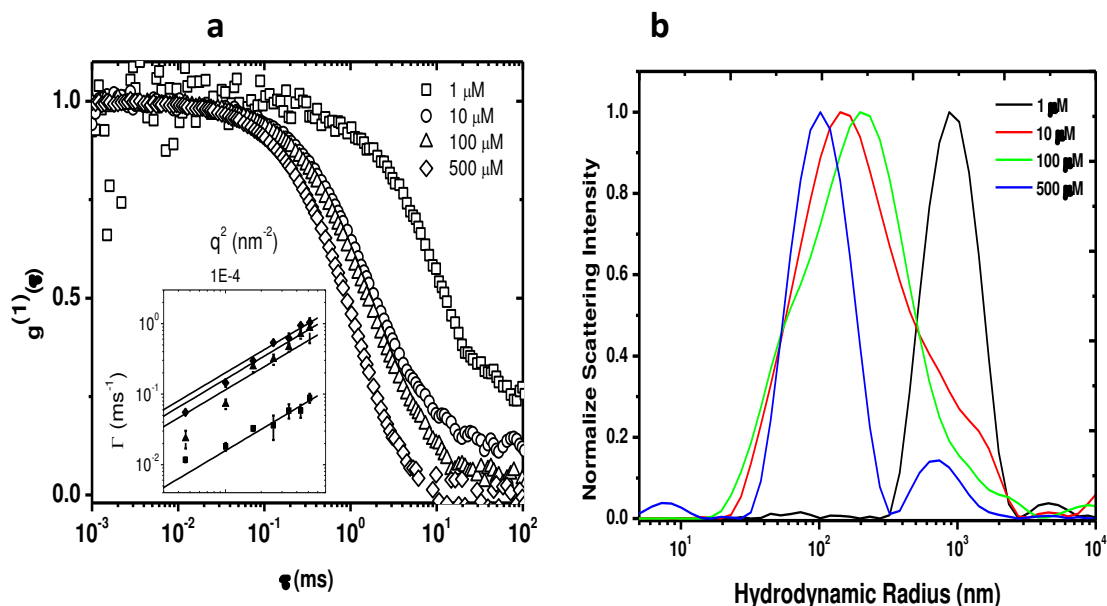 a
1.0
0.5
0.0
g(1)(τ)
1 μM
10 μM
100 μM
500 μM
q2 (nm-2)
1E-4
100
10-1
10-2
Γ (ms-1)
10-3
10-2
10-1
100
101
102
(ms)
b
Normalize Scattering Intensity
1.0
0.8
0.6
0.4
0.2
0.0
1 μM
10 μM
100 μM
500 μM
101
102
103
104
Hydrodynamic Radius (nm)